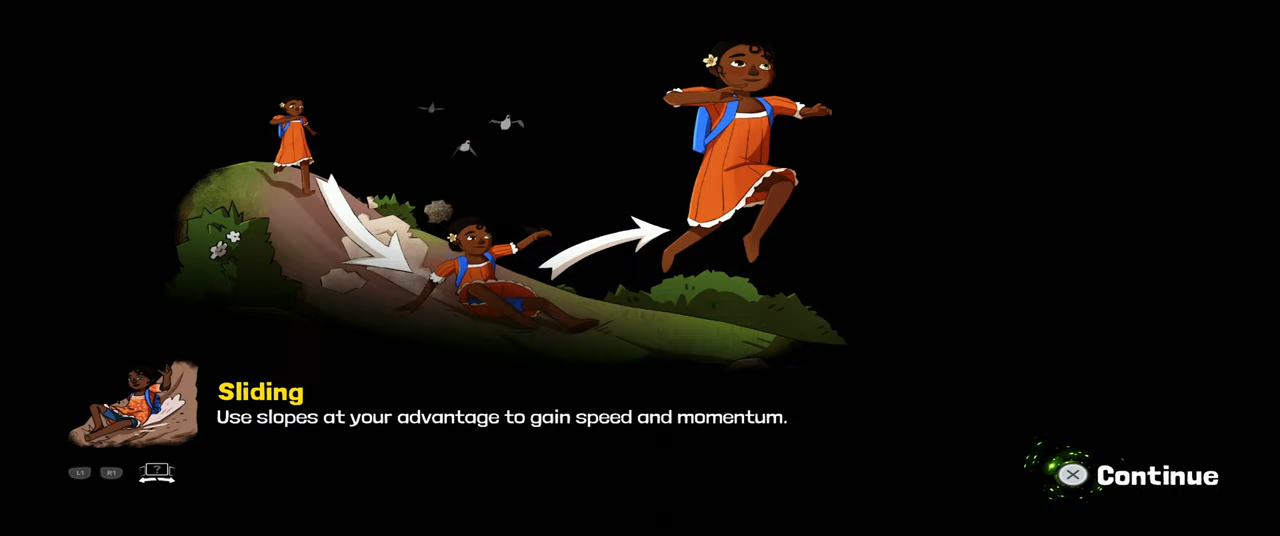 Sliding
Use slopes at your advantage to gain speed and momentum.
L1 R1 ?
Continue